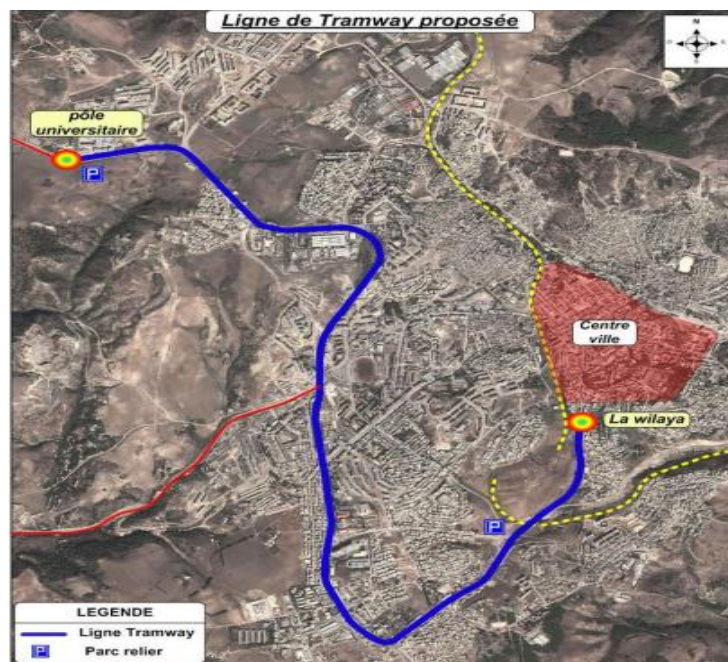 Ligne de Tramway proposée
N
pôle
universitaire
P
Centre
ville
La wilaya
P
LEGENDE
Ligne Tramway
P Parc relier